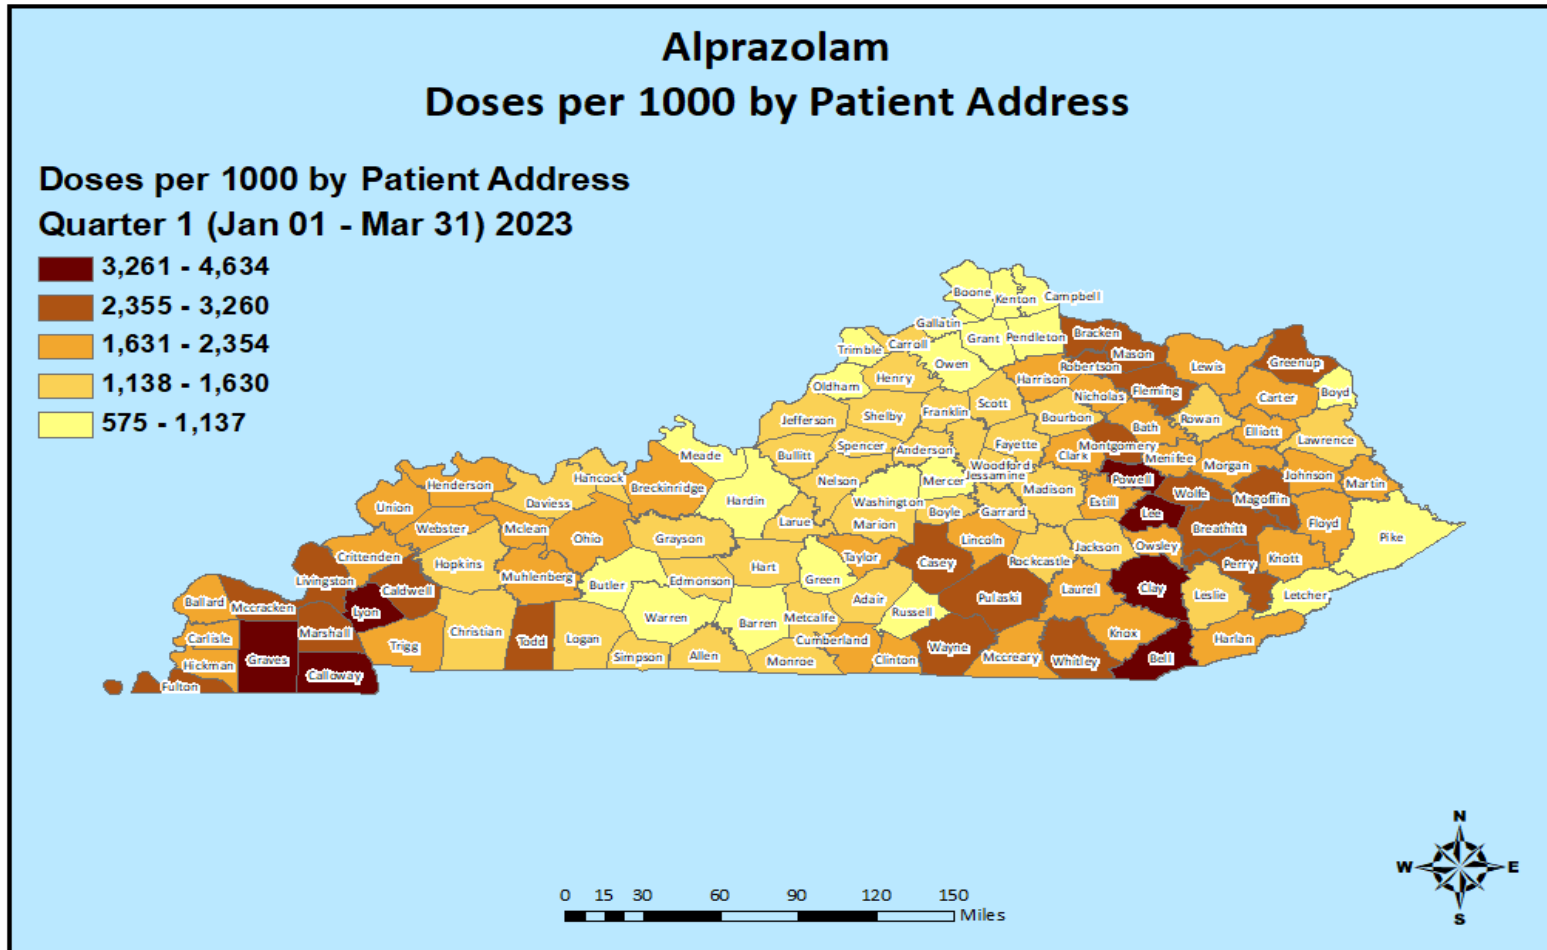 Alprazolam
Doses per 1000 by Patient Address
Doses per 1000 by Patient Address
Quarter 1 (Jan 01 - Mar 31) 2023
3,261 - 4,634
2,355 - 3,260
1,631 - 2,354
1,138 - 1,630
575 - 1,137
Boone
Kenton
Campbell
Gallatin
Grant
Pendleton
Bracken
Trimble
Carroll
Owen
Mason
Robertson
Lewis
Greenup
Oldham
Henry
Harrison
Nicholas
Fleming
Carter
Boyd
Jefferson
Shelby
Franklin
Scott
Bourbon
Rowan
Bath
Elliott
Lawrence
Bullitt
Spencer
Anderson
Fayette
Montgomery
Clark
Menifee
Morgan
Meade
Woodford
Jessamine
Powell
Johnson
Martin
Henderson
Hancock
Breckinridge
Nelson
Mercer
Madison
Wolfe
Magoffin
Union
Daviess
Hardin
Washington
Estill
Lee
Boyle
Garrard
Webster
Mclean
Ohio
Grayson
Larue
Marion
Breathitt
Floyd
Pike
Lincoln
Jackson
Owsley
Crittenden
Hopkins
Hart
Taylor
Casey
Rockcastle
Perry
Knott
Livingston
Caldwell
Muhlenberg
Butler
Edmonson
Green
Clay
Leslie
Letcher
Ballard
Mccracken
Lyon
Adair
Pulaski
Laurel
Warren
Barren
Metcalfe
Russell
Carlisle
Marshall
Christian
Todd
Logan
Cumberland
Knox
Harlan
Hickman
Graves
Trigg
Simpson
Allen
Monroe
Clinton
Wayne
Mccreary
Whitley
Bell
Fulton
Calloway
N
W E
S
0 15 30 60 90 120 150
Miles